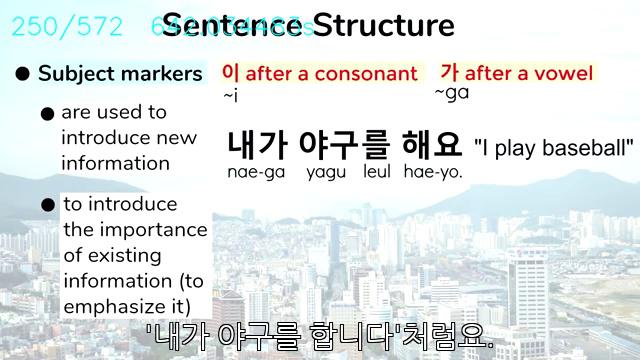 250/572 642.034483s
Sentence Structure
● Subject markers
이 after a consonant
~i
가 after a vowel
~ga
● are used to
introduce new
information
내가 야구를 해요 "I play baseball"
nae-ga yagu leul hae-yo.
● to introduce
the importance
of existing
information (to
emphasize it)
'내가 야구를 합니다'처럼요.